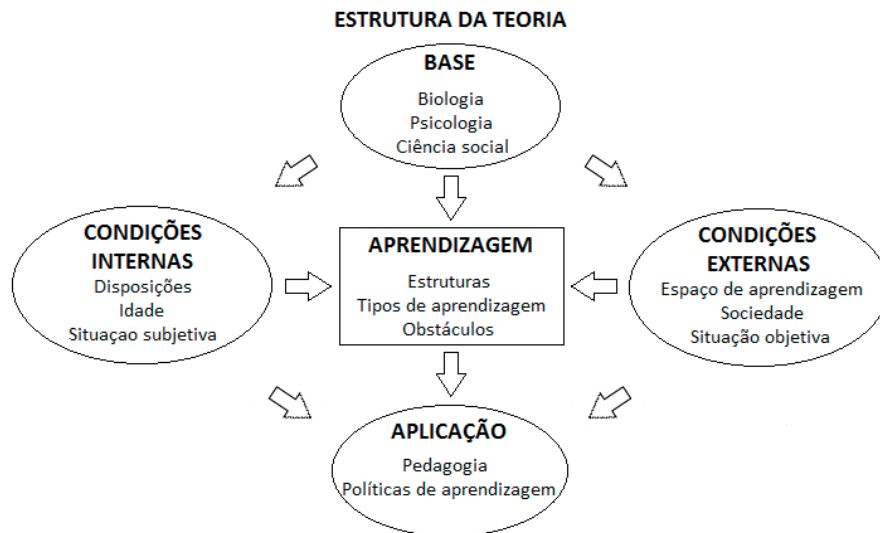 ESTRUTURA DA TEORIA
BASE
Biologia
Psicologia
Ciência social
CONDIÇÕES
INTERNAS
Disposições
Idade
Situaçao subjetiva
APRENDIZAGEM
Estruturas
Tipos de aprendizagem
Obstáculos
CONDIÇÕES
EXTERNAS
Espaço de aprendizagem
Sociedade
Situação objetiva
APLICAÇÃO
Pedagogia
Políticas de aprendizagem